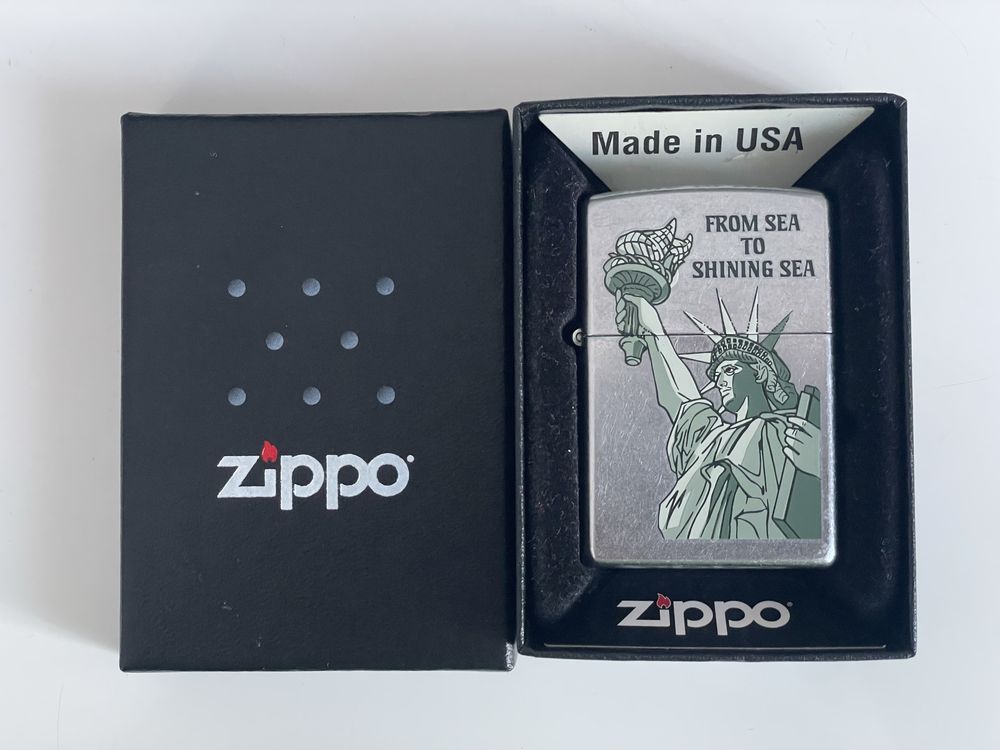 zippo
Made in USA
FROM SEA
TO
SHINING SEA
zippo